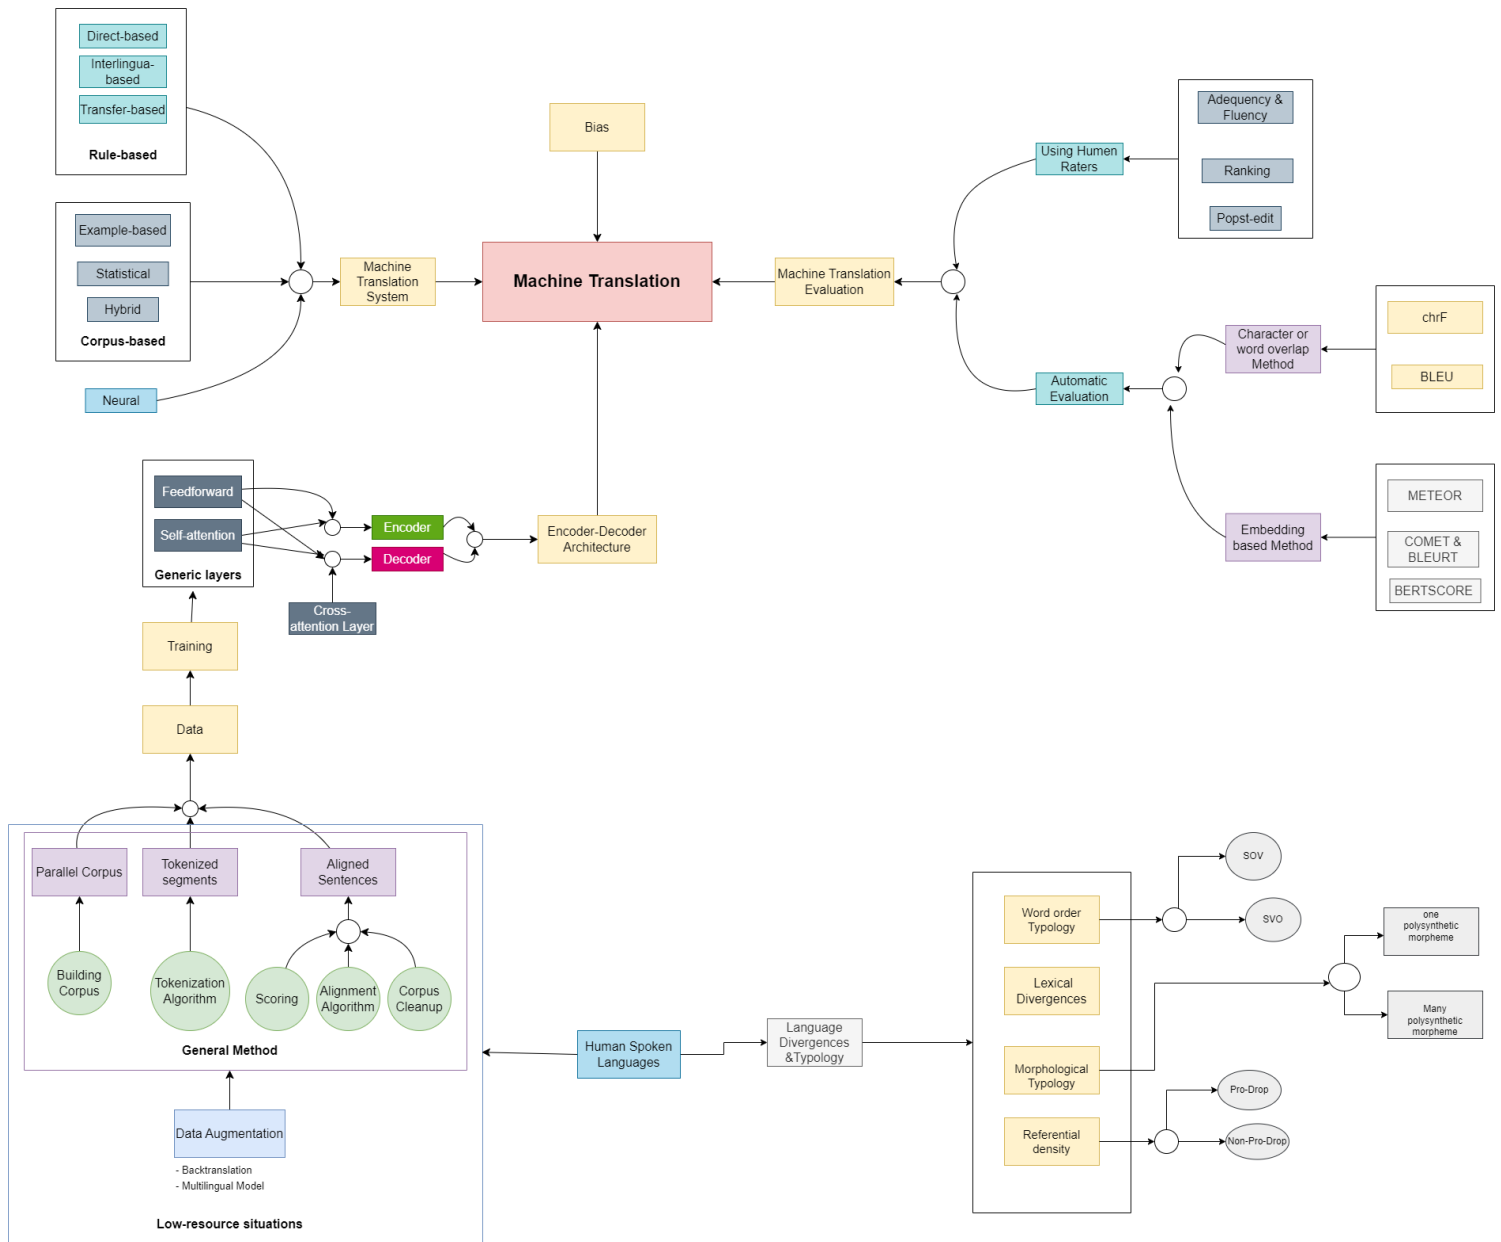 Direct-based
Interlingua-
based
Transfer-based
Rule-based
Example-based
Statistical
Hybrid
Corpus-based
Neural
Machine
Translation
System
Bias
Machine Translation
Machine Translation
Evaluation
Using Human
Raters
Adequency &
Fluency
Ranking
Popst-edit
Automatic
Evaluation
Character or
word overlap
Method
chrF
BLEU
Embedding
based Method
METEOR
COMET &
BLEURT
BERTSCORE
Feedforward
Self-attention
Generic layers
Encoder
Decoder
Cross-
attention Layer
Encoder-Decoder
Architecture
Training
Data
Parallel Corpus
Tokenized
segments
Aligned
Sentences
Building
Corpus
Tokenization
Algorithm
Scoring
Alignment
Algorithm
Corpus
Cleanup
General Method
Data Augmentation
- Backtranslation
- Multilingual Model
Low-resource situations
Human Spoken
Languages
Language
Divergences
&Typology
Word order
Typology
Lexical
Divergences
Morphological
Typology
Referential
density
SOV
SVO
one
polysynthetic
morpheme
Many
polysynthetic
morpheme
Pro-Drop
Non-Pro-Drop